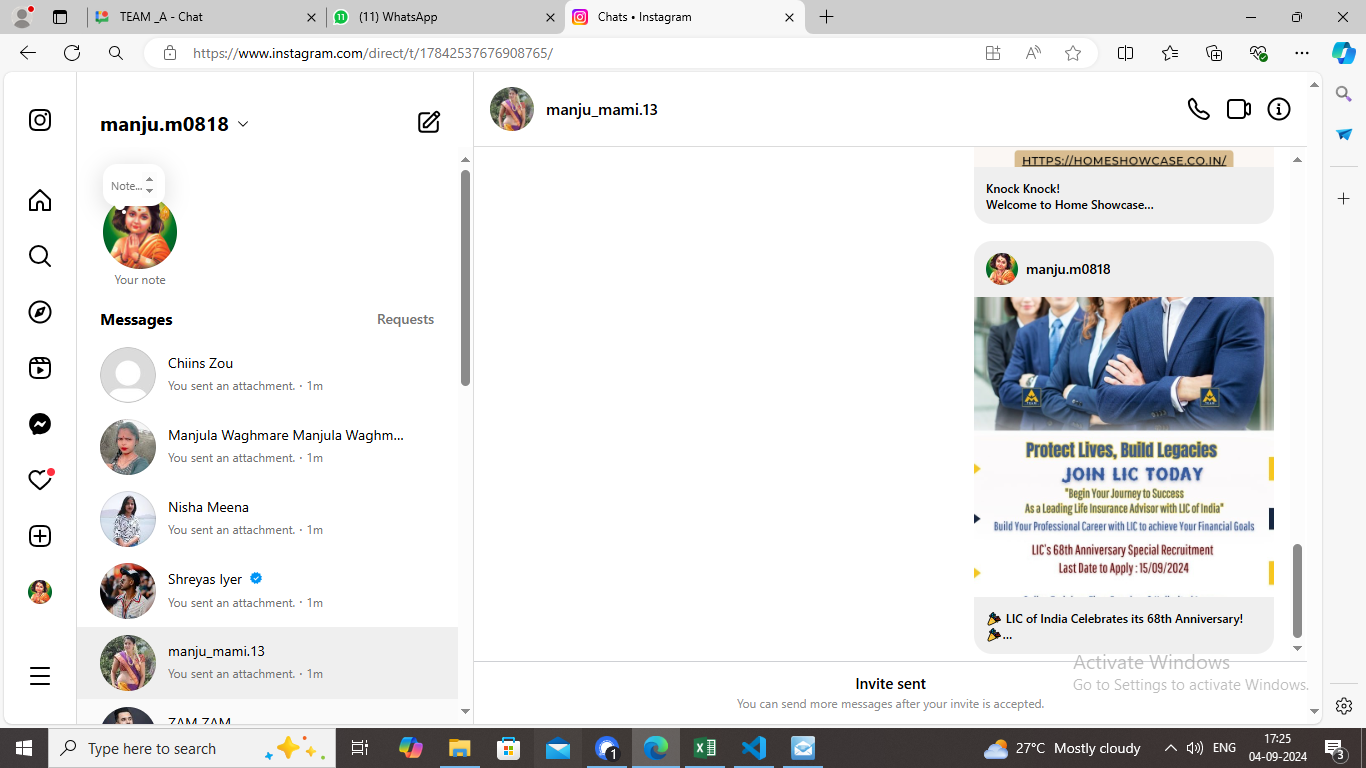 TEAM _A - Chat
(11) WhatsApp
Chats • Instagram
https://www.instagram.com/direct/t/17842537676908765/
manju.m0818
Note...
Your note
Messages
Requests
Chiins Zou
You sent an attachment. · 1m
Manjula Waghmare Manjula Waghm...
You sent an attachment. · 1m
Nisha Meena
You sent an attachment. · 1m
Shreyas Iyer
You sent an attachment. · 1m
manju_mami.13
You sent an attachment. · 1m
ZAM ZAM
manju_mami.13
HTTPS://HOMESHOWCASE.CO.IN/
Knock Knock!
Welcome to Home Showcase...
manju.m0818
Protect Lives, Build Legacies
JOIN LIC TODAY
"Begin Your Journey to Success
As a Leading Life Insurance Advisor with LIC of India"
Build Your Professional Career with LIC to achieve Your Financial Goals
LIC's 68th Anniversary Special Recruitment
Last Date to Apply : 15/09/2024
🎉 LIC of India Celebrates its 68th Anniversary!
🎉...
Invite sent
You can send more messages after your invite is accepted.
Activate Windows
Go to Settings to activate Windows.
Type here to search
1
27°C Mostly cloudy
ENG
17:25
04-09-2024
3